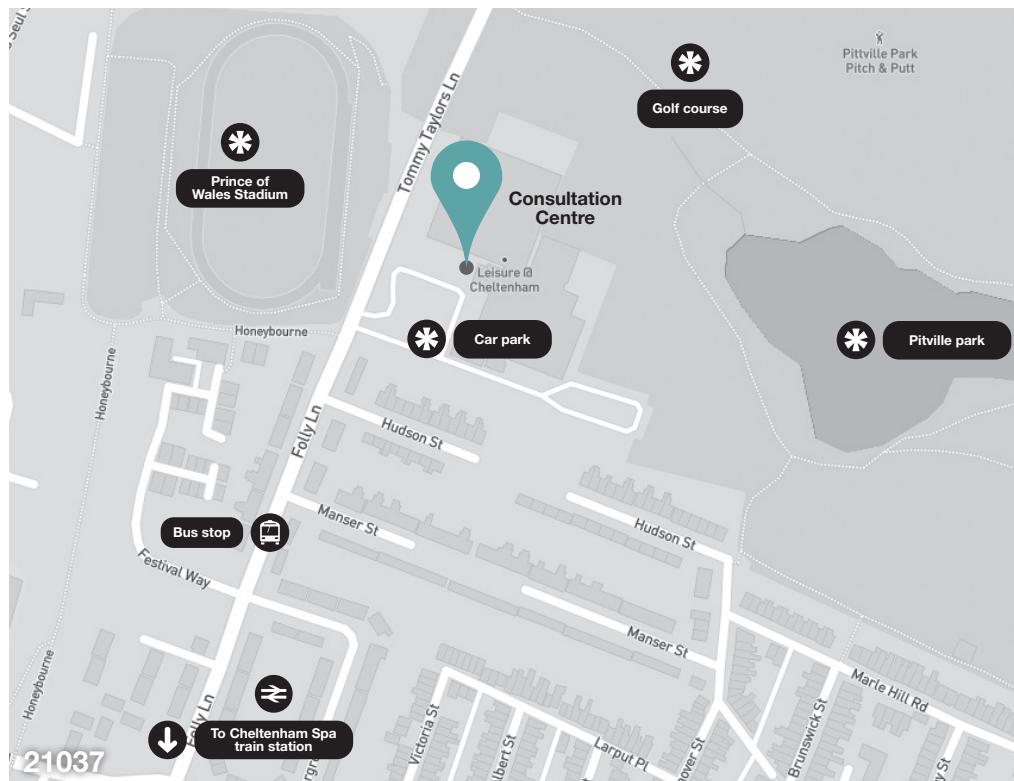 Tommy Taylors Ln
Pittville Park
Pitch & Putt
Golf course
Prince of
Wales Stadium
Consultation
Centre
Leisure @
Cheltenham
Honeybourne
Car park
Pitville park
Honeybourne
Folly Ln
Hudson St
Manser St
Hudson St
Bus stop
Festival Way
Manser St
Marle Hill Rd
Honeybourne
Folly Ln
To Cheltenham Spa
train station
Victoria St
Larput Pl
Brunswick St
St
21037